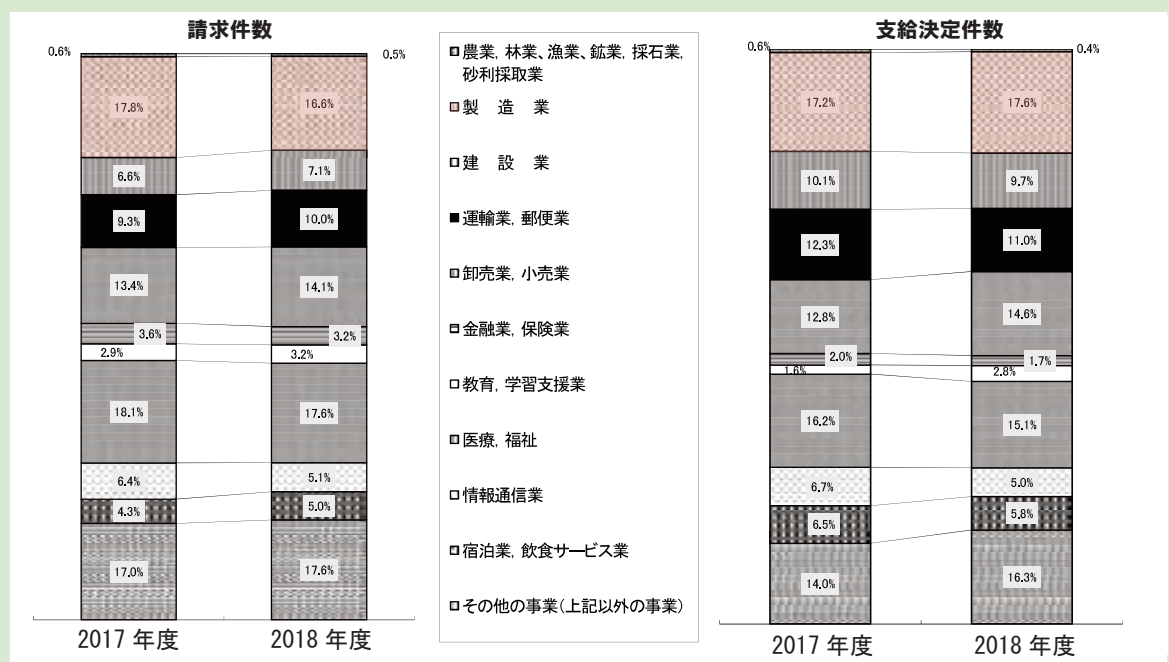 請求件数
0.6%
0.5%
17.8%
16.6%
6.6%
7.1%
9.3%
10.0%
13.4%
14.1%
3.6%
3.2%
2.9%
3.2%
18.1%
17.6%
6.4%
5.1%
4.3%
5.0%
17.0%
17.6%
2017 年度
2018 年度
農業, 林業、漁業、鉱業, 採石業,
砂利採取業
製 造 業
建 設 業
運輸業, 郵便業
卸売業, 小売業
金融業, 保険業
教育, 学習支援業
医療, 福祉
情報通信業
宿泊業, 飲食サービス業
その他の事業(上記以外の事業)
支給決定件数
0.6%
0.4%
17.2%
17.6%
10.1%
9.7%
12.3%
11.0%
12.8%
14.6%
2.0%
1.7%
1.6%
2.8%
16.2%
15.1%
6.7%
5.0%
6.5%
5.8%
14.0%
16.3%
2017 年度
2018 年度